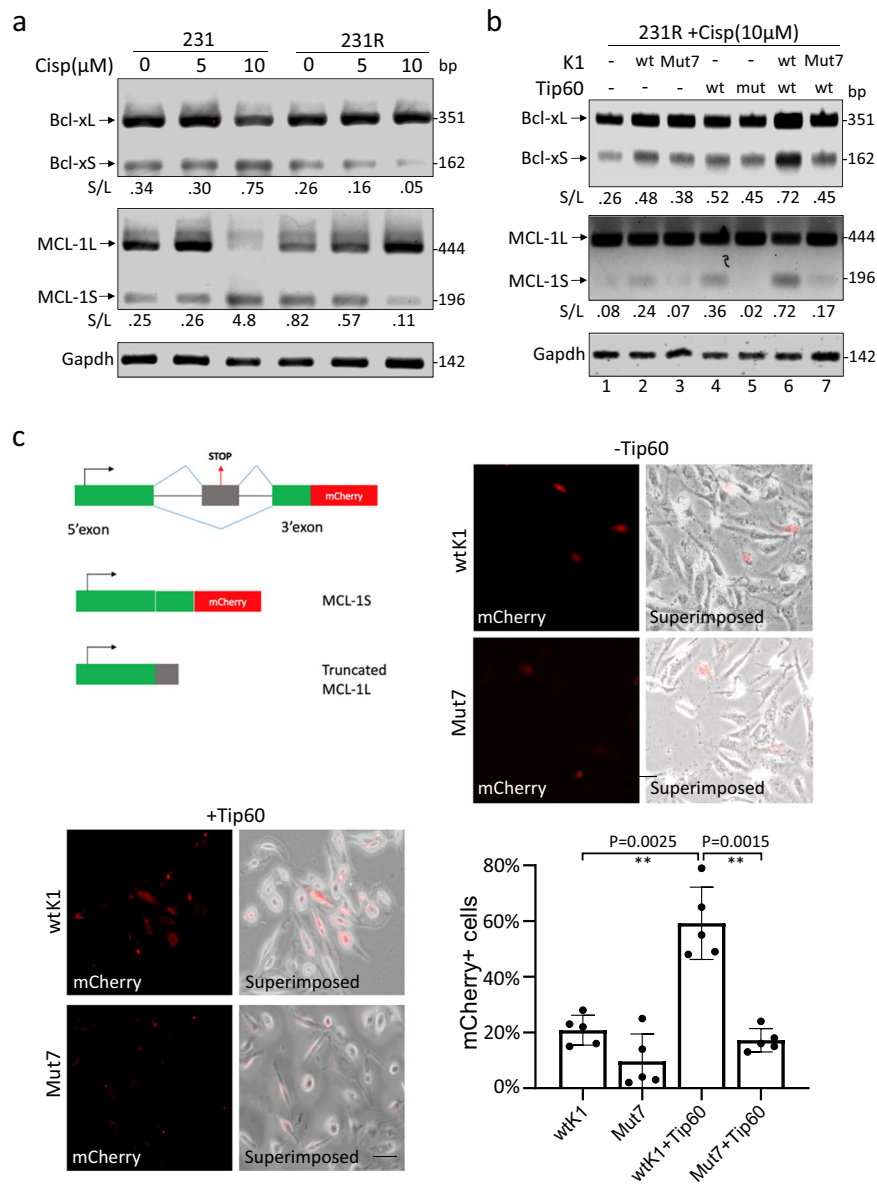 a
231 231R
Cisp(µM) 0 5 10 0 5 10 bp
Bcl-xL 351
Bcl-xS 162
S/L .34 .30 .75 .26 .16 .05
MCL-1L 444
MCL-1S 196
S/L .25 .26 4.8 .82 .57 .11
Gapdh 142
b
231R +Cisp(10µM)
K1 - wt Mut7 - - wt Mut7
Tip60 - - - wt mut wt wt bp
Bcl-xL 351
Bcl-xS 162
S/L .26 .48 .38 .52 .45 .72 .45
MCL-1L 444
MCL-1S 196
S/L .08 .24 .07 .36 .02 .72 .17
Gapdh 142
1 2 3 4 5 6 7
c
STOP
mCherry
5'exon 3'exon
mCherry MCL-1S
Truncated
MCL-1L
-Tip60
wtK1
mCherry Superimposed
Mut7
mCherry Superimposed
+Tip60
wtK1
mCherry Superimposed
Mut7
mCherry Superimposed
P=0.0025 P=0.0015
** **
mCherry+ cells
80%
60%
40%
20%
0%
wtK1
Mut7
wtK1+Tip60
Mut7+Tip60